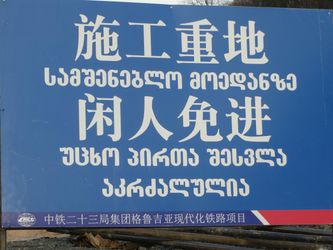 施工重地
სამშენებლო მოედანზე
闲人免进
უცხო პირთა შესვლა
აკრძალულია
中铁二十三局集团格鲁吉亚现代化铁路项目